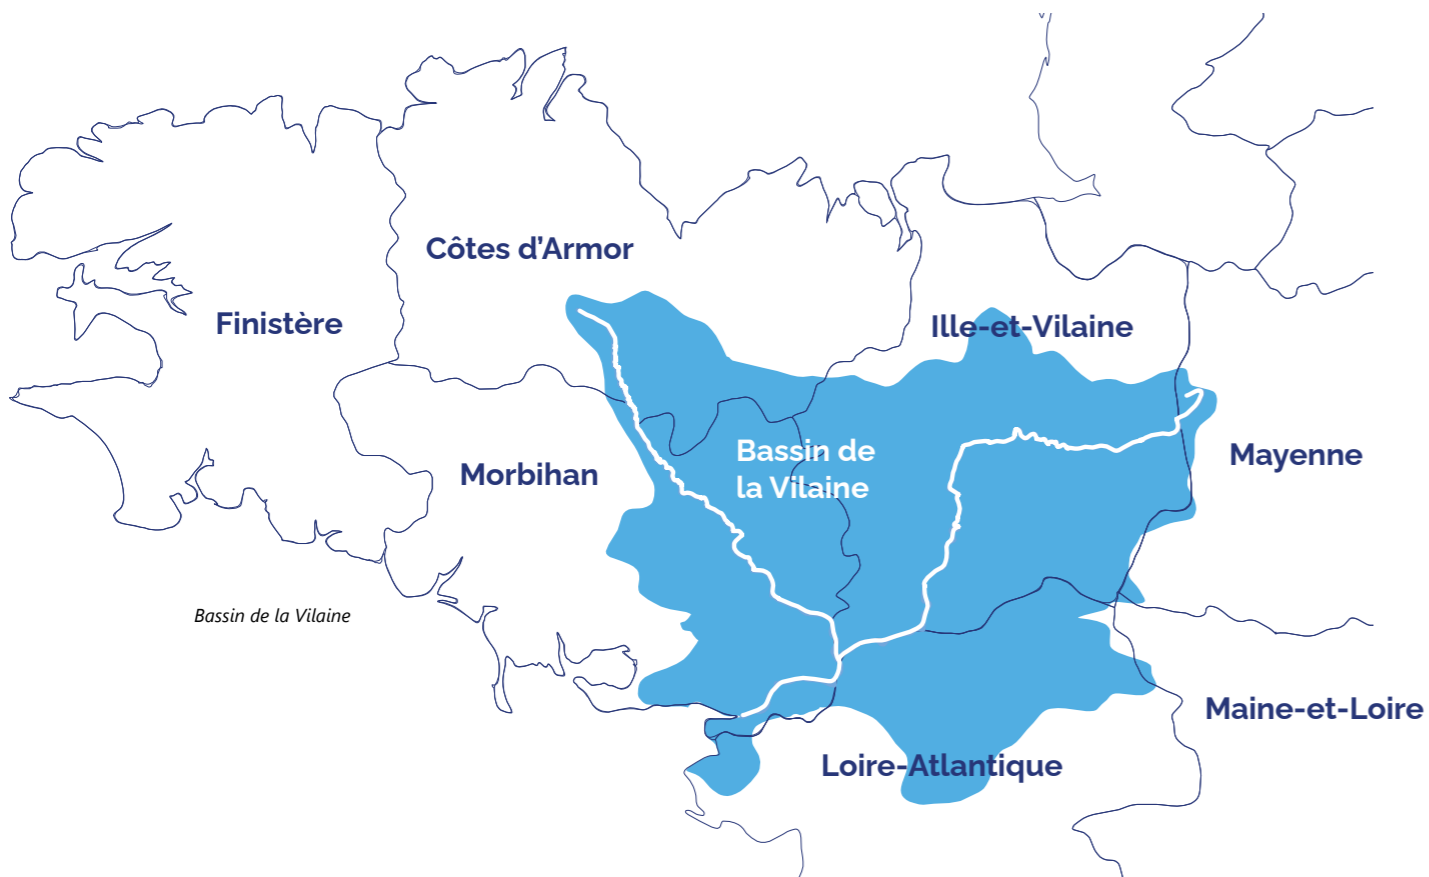 Côtes d’Armor
Finistère
Ille-et-Vilaine
Bassin de
la Vilaine
Morbihan
Mayenne
Bassin de la Vilaine
Maine-et-Loire
Loire-Atlantique